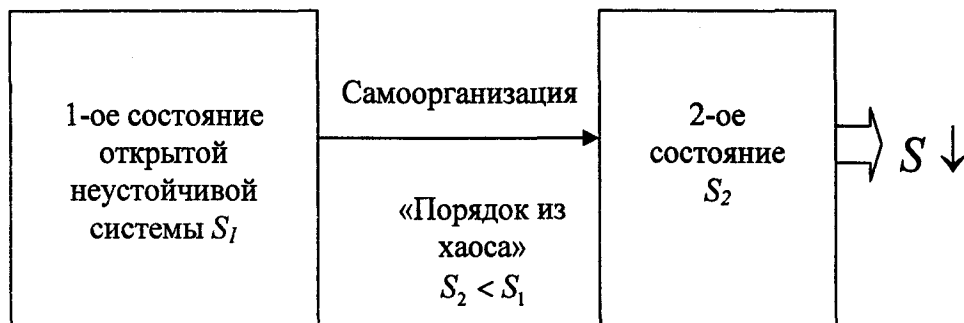 1-ое состояние
открытой
неустойчивой
системы S₁
Самоорганизация
«Порядок из
хаоса»
S₂ < S₁
2-ое
состояние
S₂
S ↓